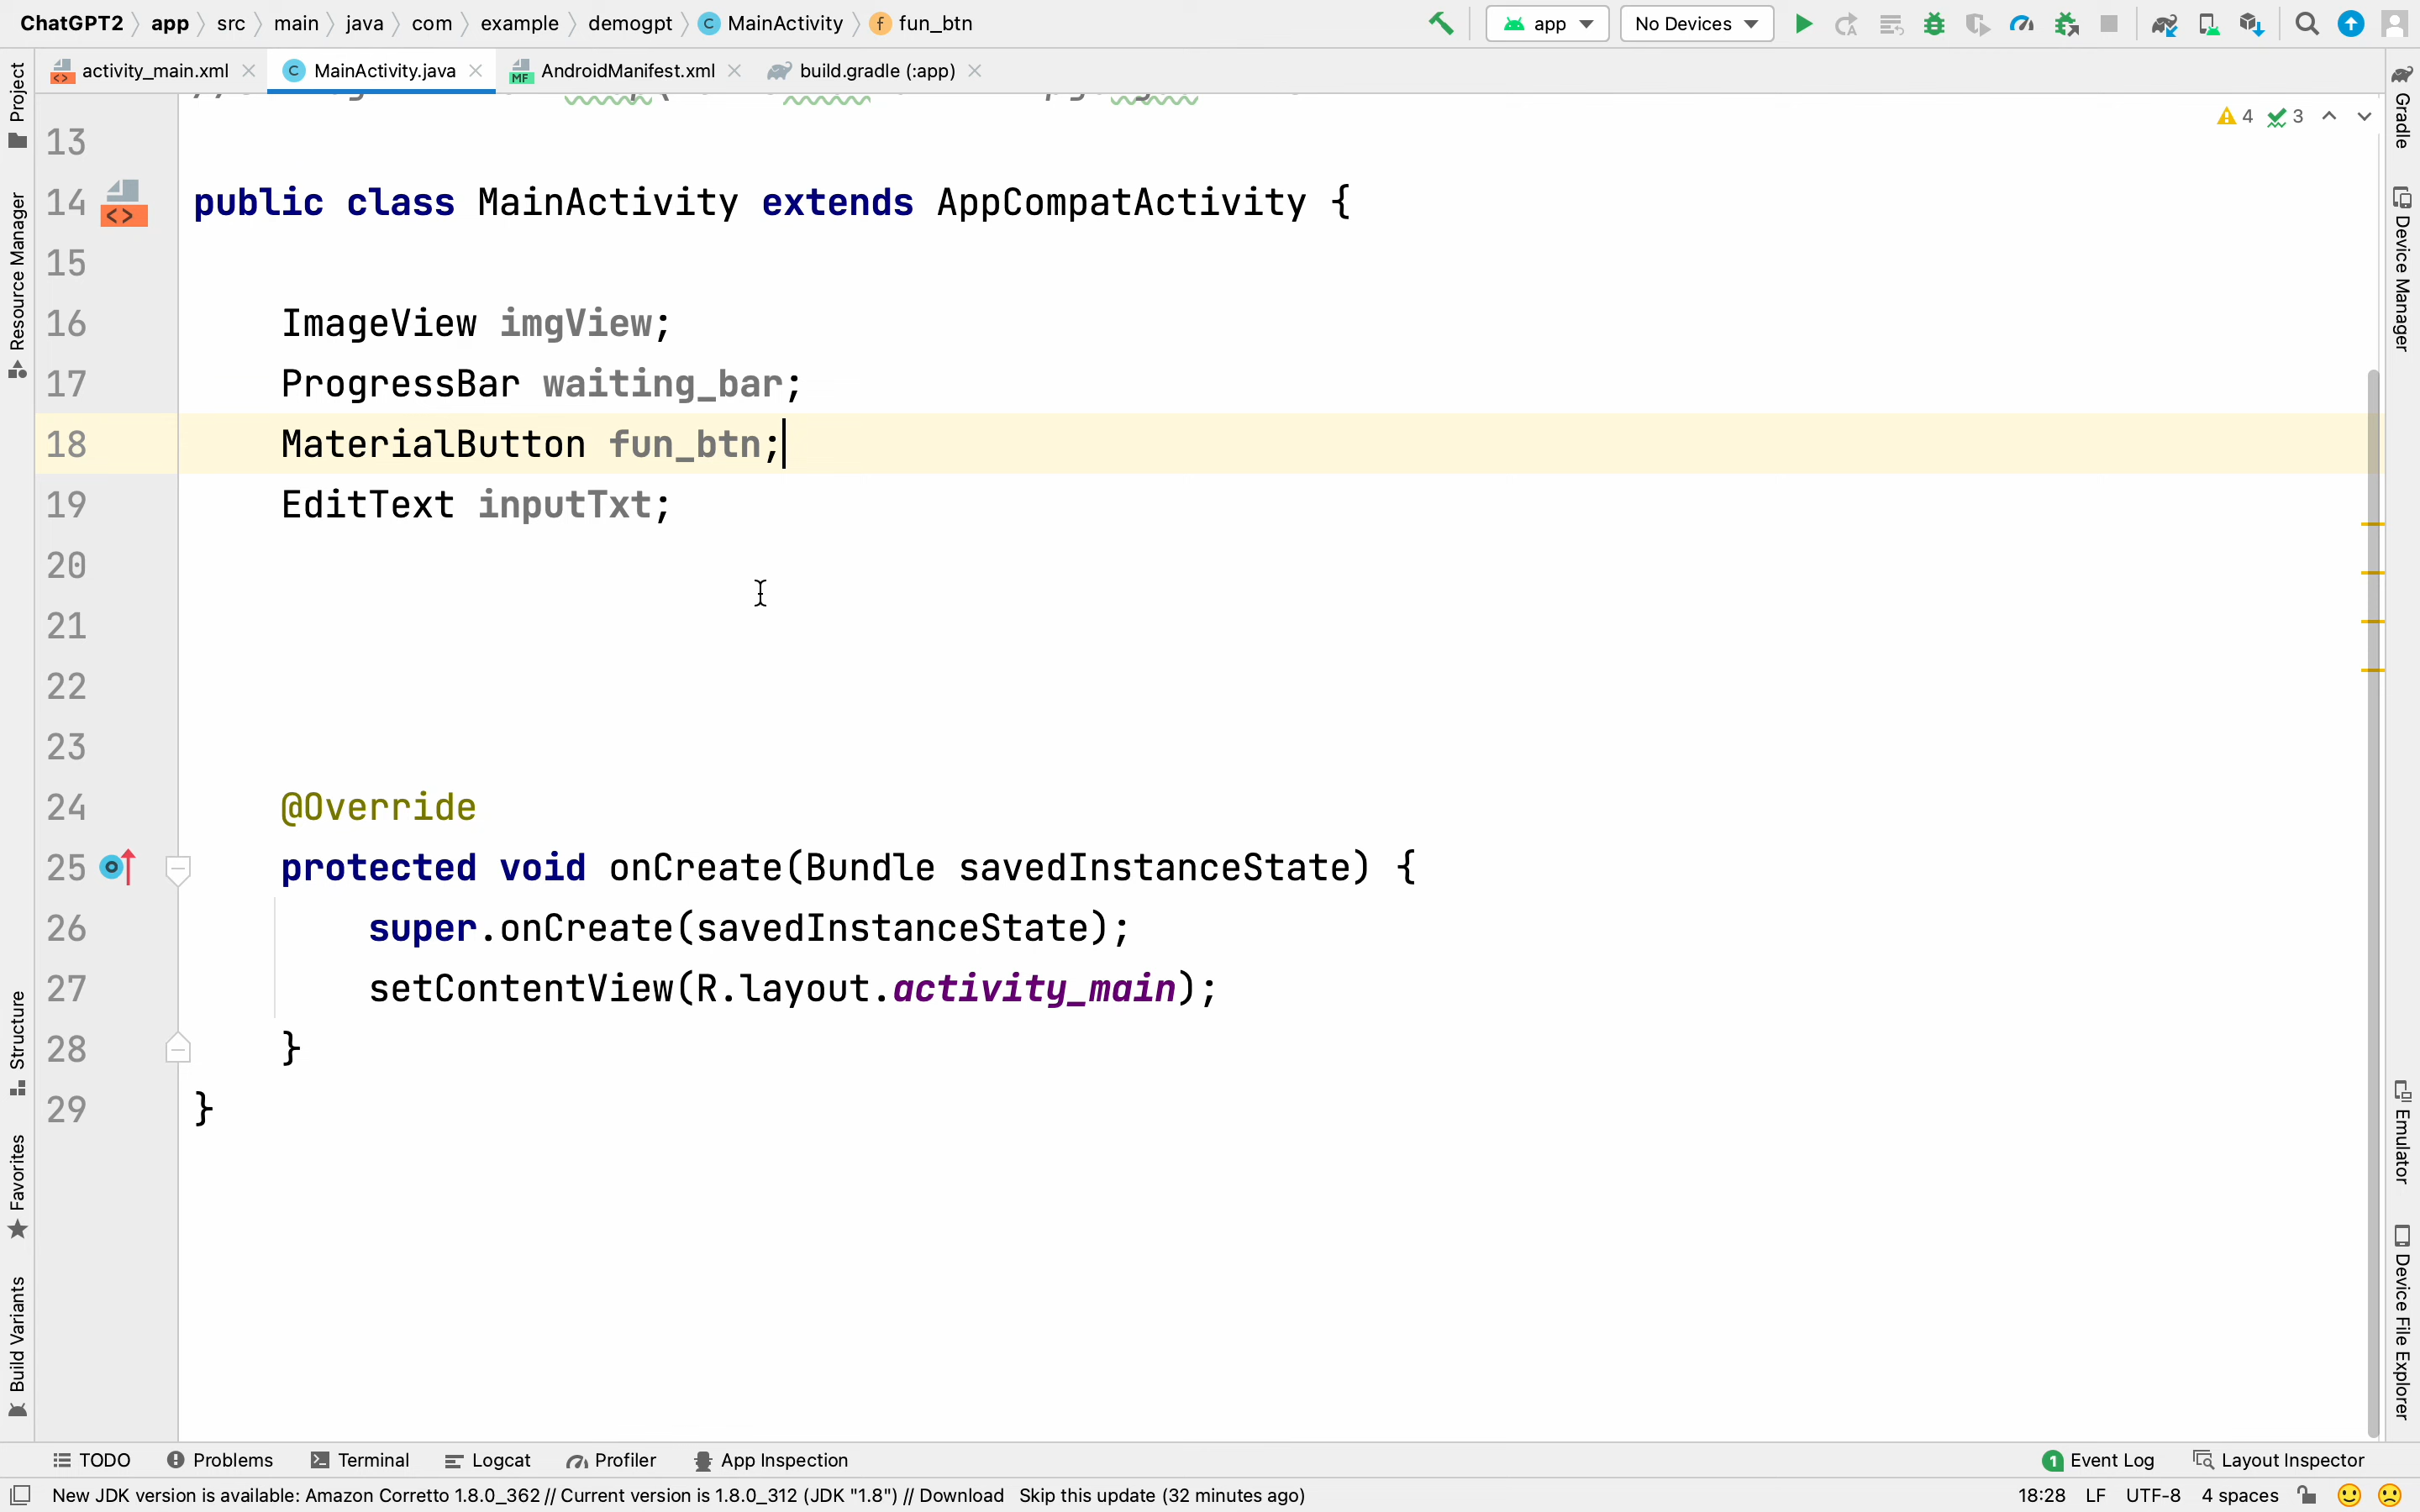 ChatGPT2 app src main java com example demogpt MainActivity fun_btn app No Devices
activity_main.xml MainActivity.java AndroidManifest.xml build.gradle (:app)
4 3
13
14 public class MainActivity extends AppCompatActivity {
15
16 ImageView imgView;
17 ProgressBar waiting_bar;
18 MaterialButton fun_btn;
19 EditText inputTxt;
20
21
22
23
24 @Override
25 protected void onCreate(Bundle savedInstanceState) {
26 super.onCreate(savedInstanceState);
27 setContentView(R.layout.activity_main);
28 }
29 }
Project
Resource Manager
Structure
Favorites
Build Variants
Gradle
Device Manager
Emulator
Device File Explorer
TODO Problems Terminal Logcat Profiler App Inspection 1 Event Log Layout Inspector
New JDK version is available: Amazon Corretto 1.8.0_362 // Current version is 1.8.0_312 (JDK "1.8") // Download Skip this update (32 minutes ago) 18:28 LF UTF-8 4 spaces